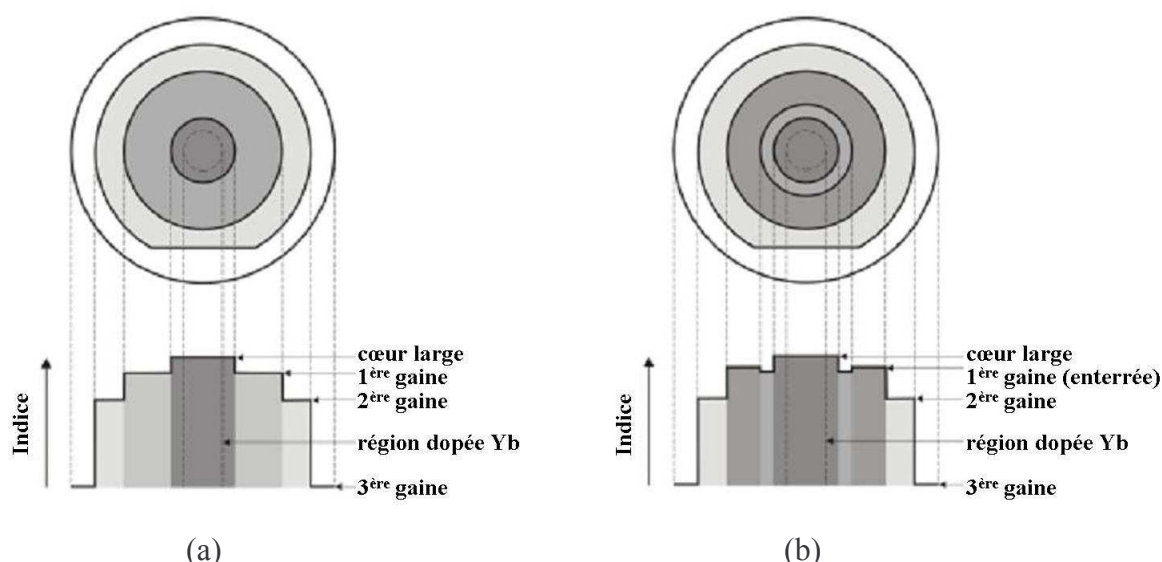 cœur large
1ère gaine
2ème gaine
région dopée Yb
3ème gaine
Indice
(a)
cœur large
1ère gaine (enterrée)
2ème gaine
région dopée Yb
3ème gaine
Indice
(b)